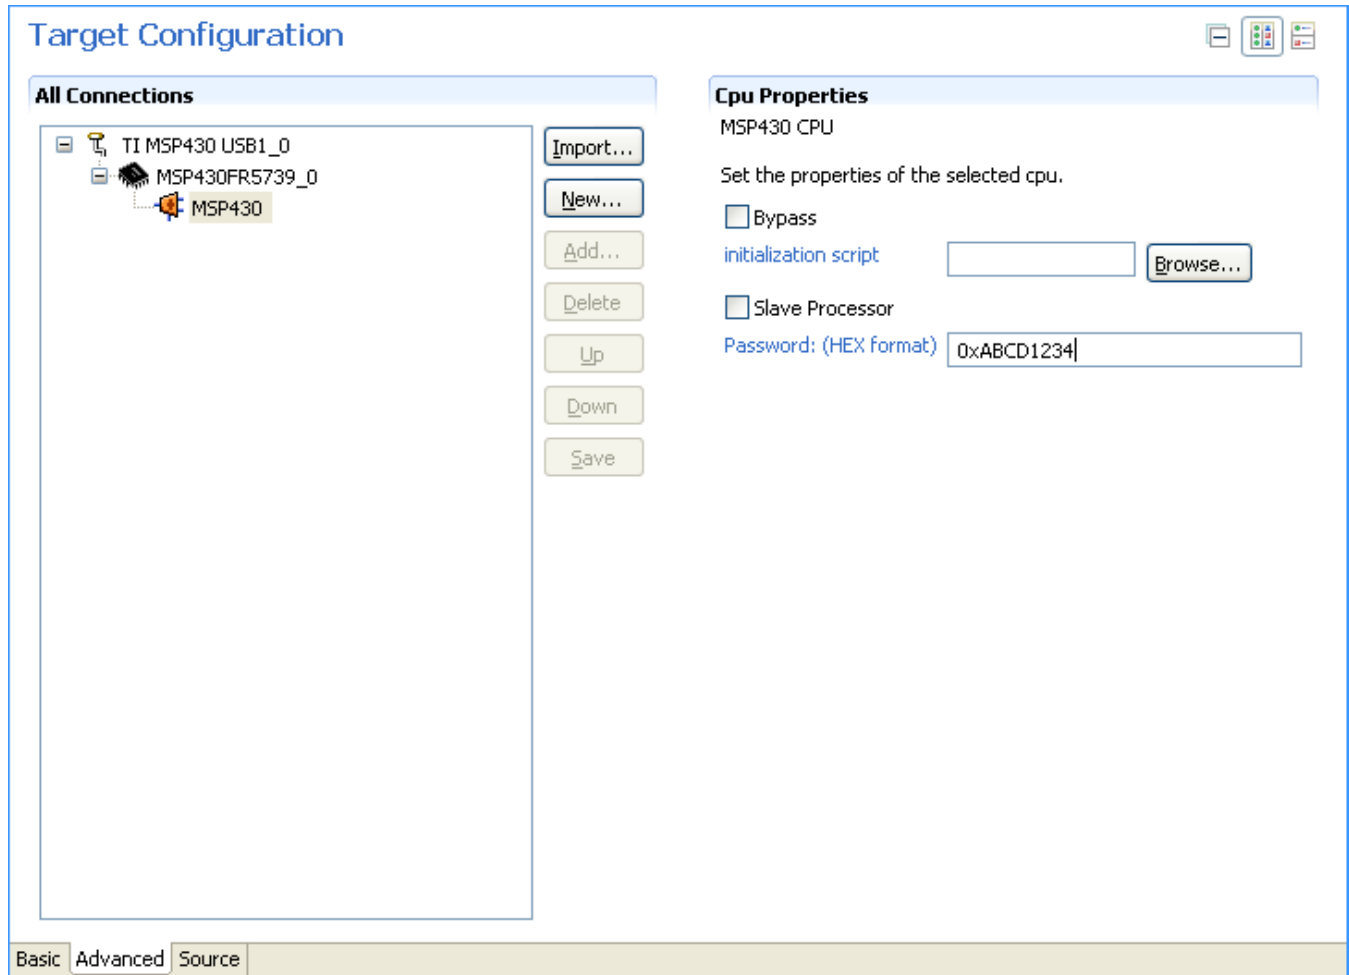 Target Configuration
All Connections
TI MSP430 USB1_0
MSP430FR5739_0
MSP430
Import...
New...
Add...
Delete
Up
Down
Save
Cpu Properties
MSP430 CPU
Set the properties of the selected cpu.
Bypass
initialization script
Browse...
Slave Processor
Password: (HEX format) 0xABCD1234
Basic Advanced Source